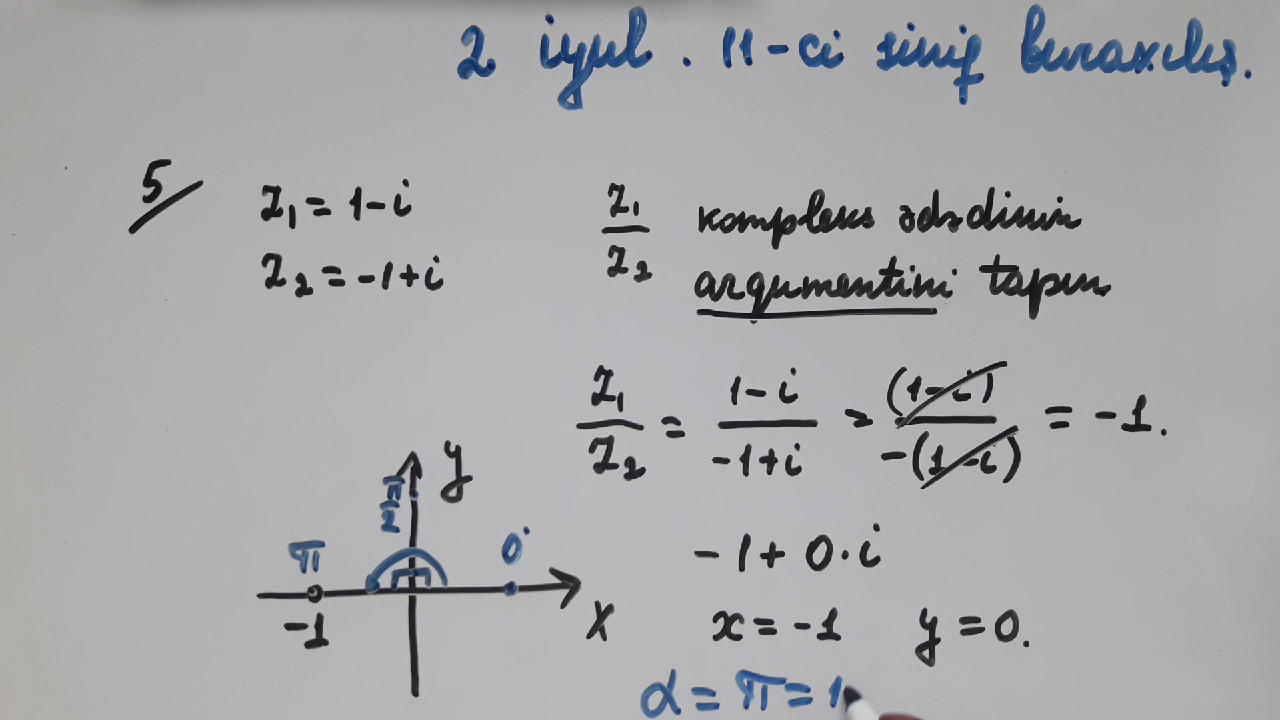 2 iyul. 11-ci sinif buraxılış.
5/ z₁ = 1-i
z₂ = -1+i
z₁/z₂ kompleks ədədinin
argumentini tapın
z₁/z₂ = (1-i)/(-1+i) = (1-i)/-(1-i) = -1.
-1 + 0·i
x = -1 y = 0.
α = π = 1
y
π/2
π 0
-1 x